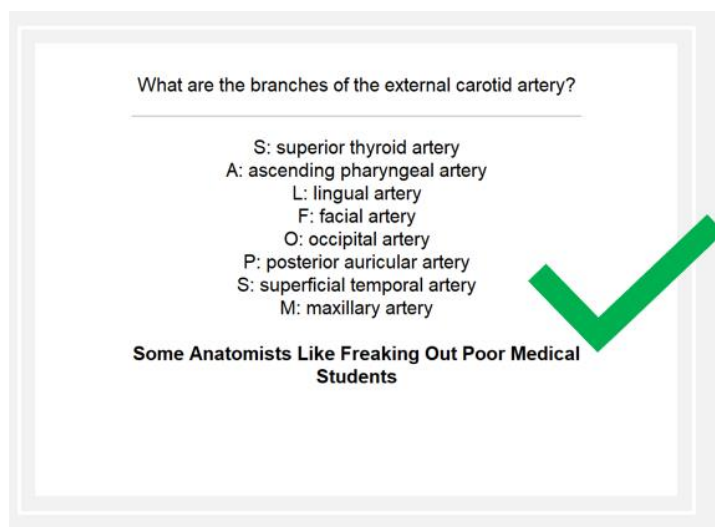 What are the branches of the external carotid artery?
S: superior thyroid artery
A: ascending pharyngeal artery
L: lingual artery
F: facial artery
O: occipital artery
P: posterior auricular artery
S: superficial temporal artery
M: maxillary artery
Some Anatomists Like Freaking Out Poor Medical
Students